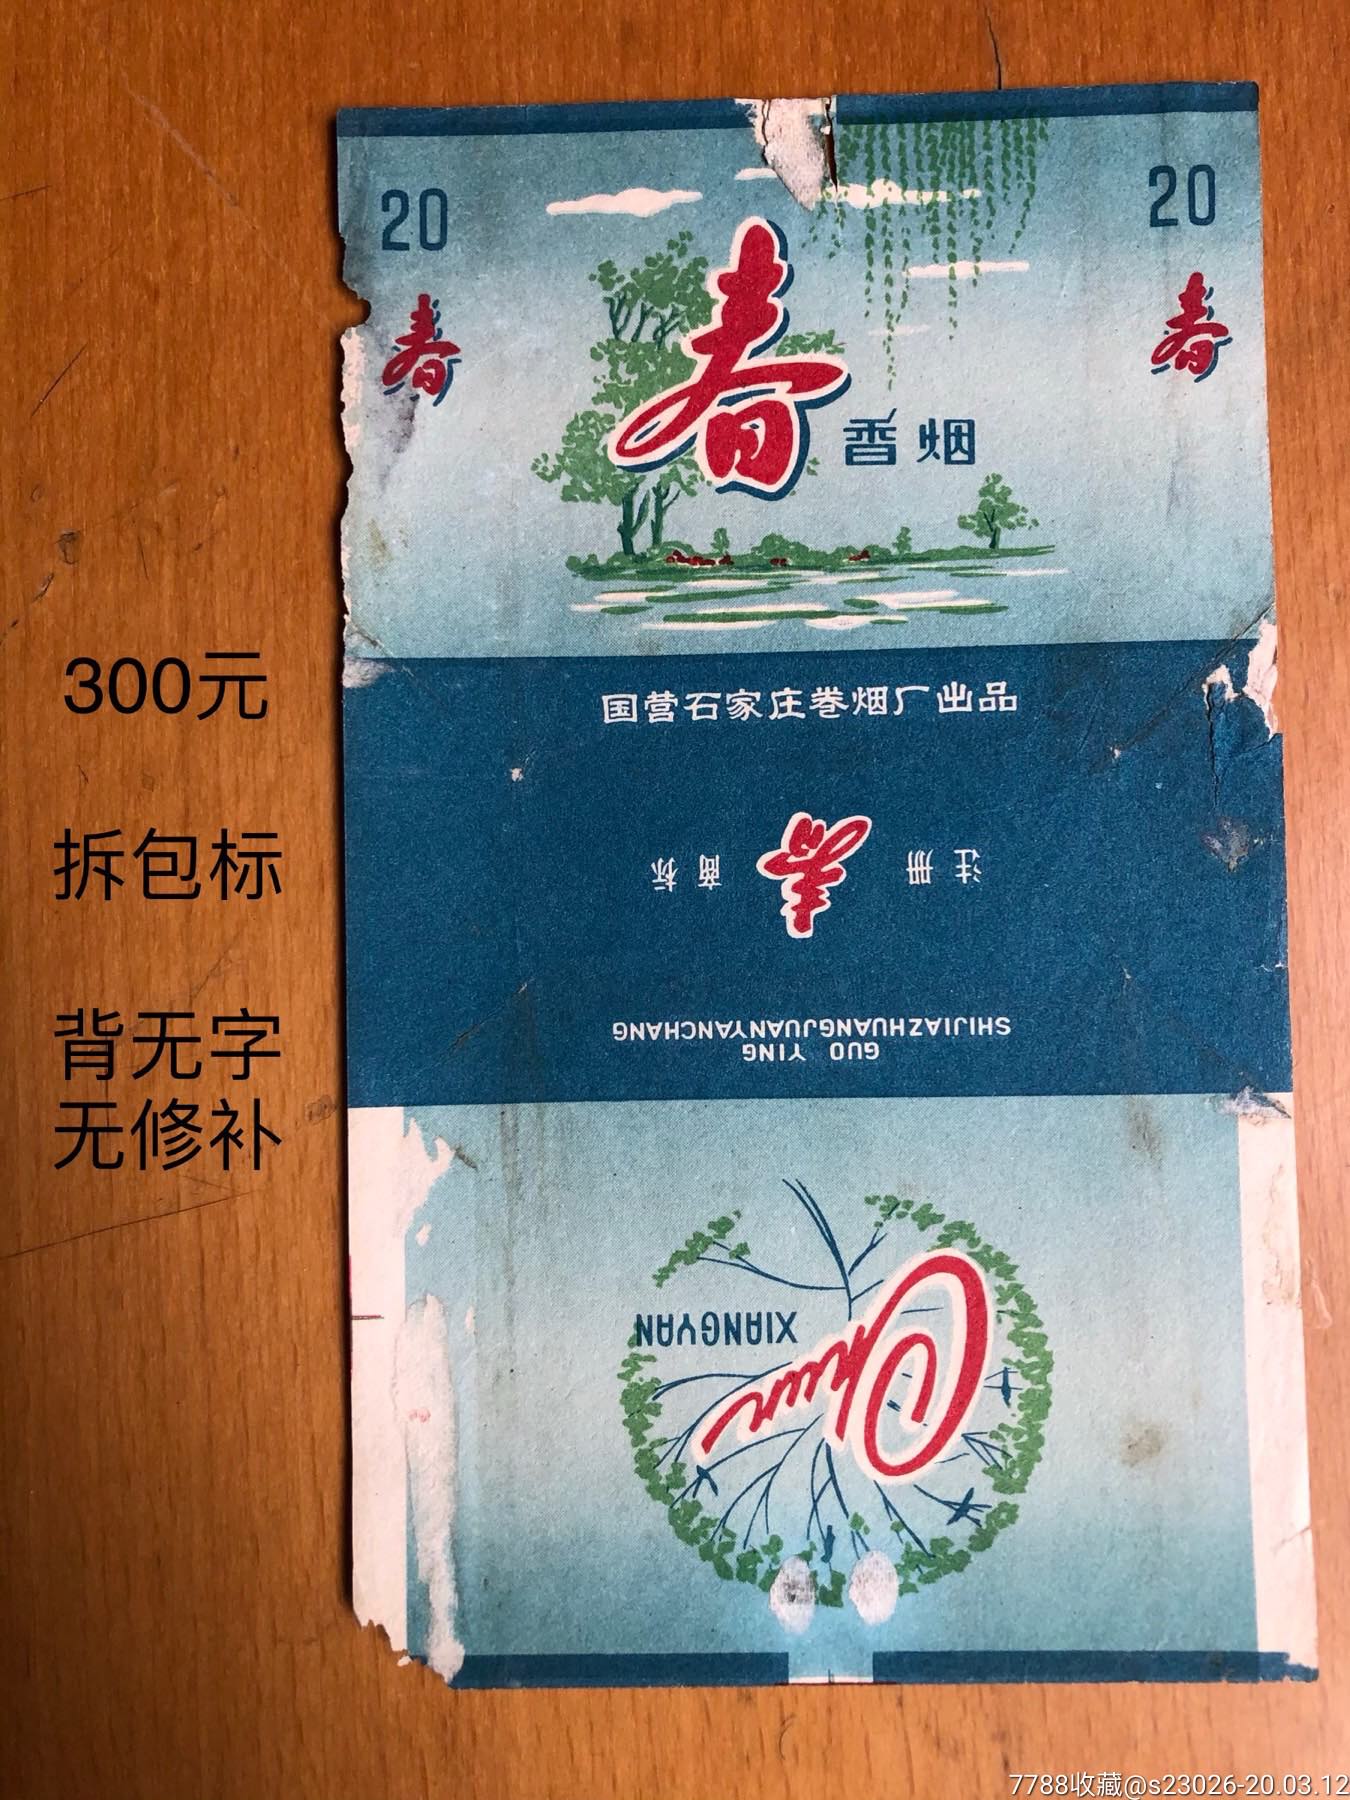 20
20
春
春
春
香烟
300元
国营石家庄卷烟厂出品
拆包标
注册
春
商标
背无字
无修补
GUO YING
SHIJIAZHUANGJUANYANCHANG
Chun
XIANGYAN
7788收藏@s23026-20.03.12